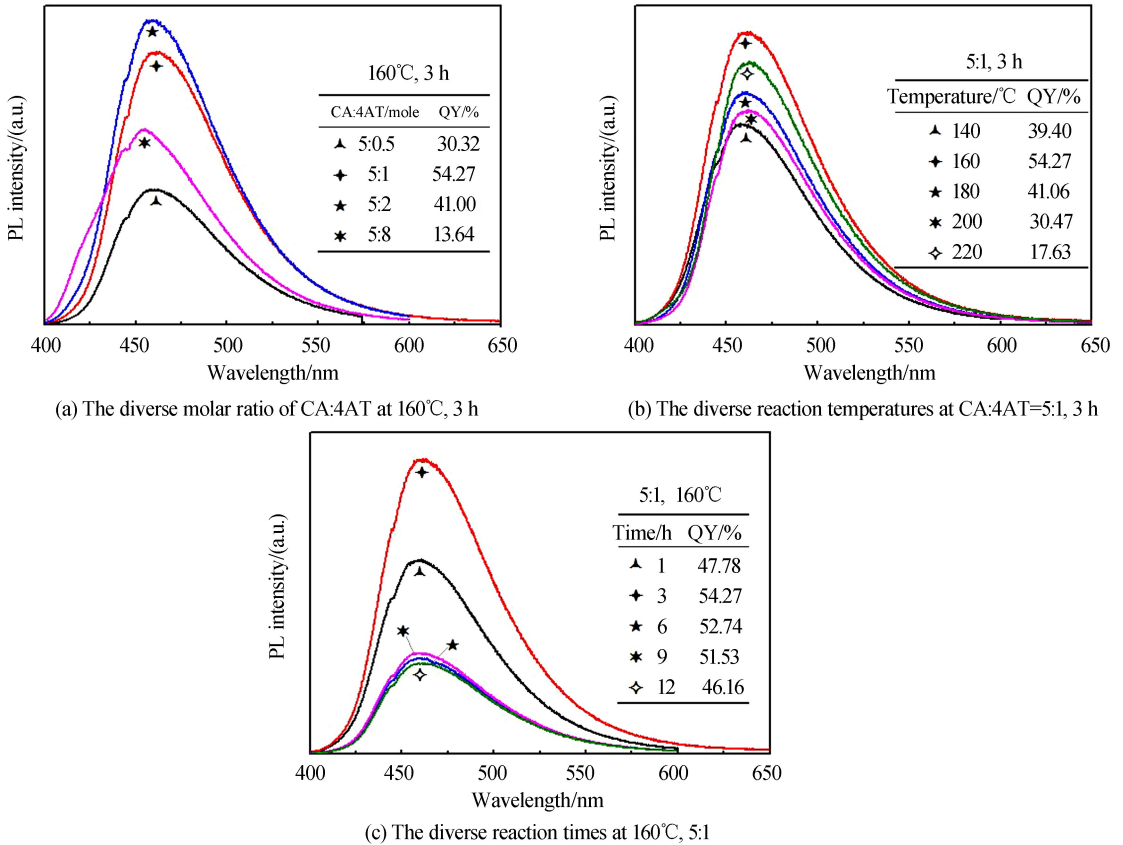 PL intensity/(a.u.)
160℃, 3 h
CA:4AT/mole QY/%
5:0.5 30.32
5:1 54.27
5:2 41.00
5:8 13.64
400 450 500 550 600 650
Wavelength/nm
(a) The diverse molar ratio of CA:4AT at 160℃, 3 h
PL intensity/(a.u.)
5:1, 3 h
Temperature/℃ QY/%
140 39.40
160 54.27
180 41.06
200 30.47
220 17.63
400 450 500 550 600 650
Wavelength/nm
(b) The diverse reaction temperatures at CA:4AT=5:1, 3 h
PL intensity/(a.u.)
5:1, 160℃
Time/h QY/%
1 47.78
3 54.27
6 52.74
9 51.53
12 46.16
400 450 500 550 600 650
Wavelength/nm
(c) The diverse reaction times at 160℃, 5:1